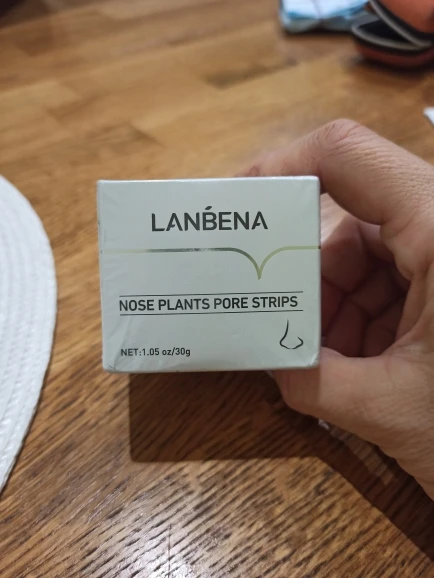 LANBENA
NOSE PLANTS PORE STRIPS
NET:1.05 oz/30g